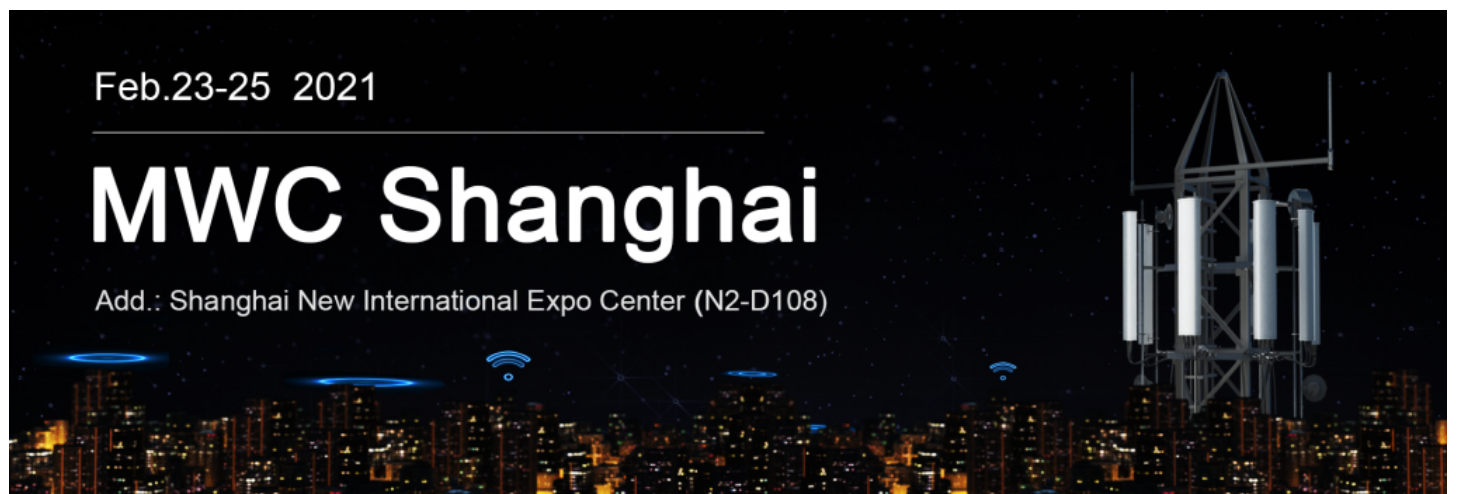 Feb.23-25 2021
MWC Shanghai
Add.: Shanghai New International Expo Center (N2-D108)